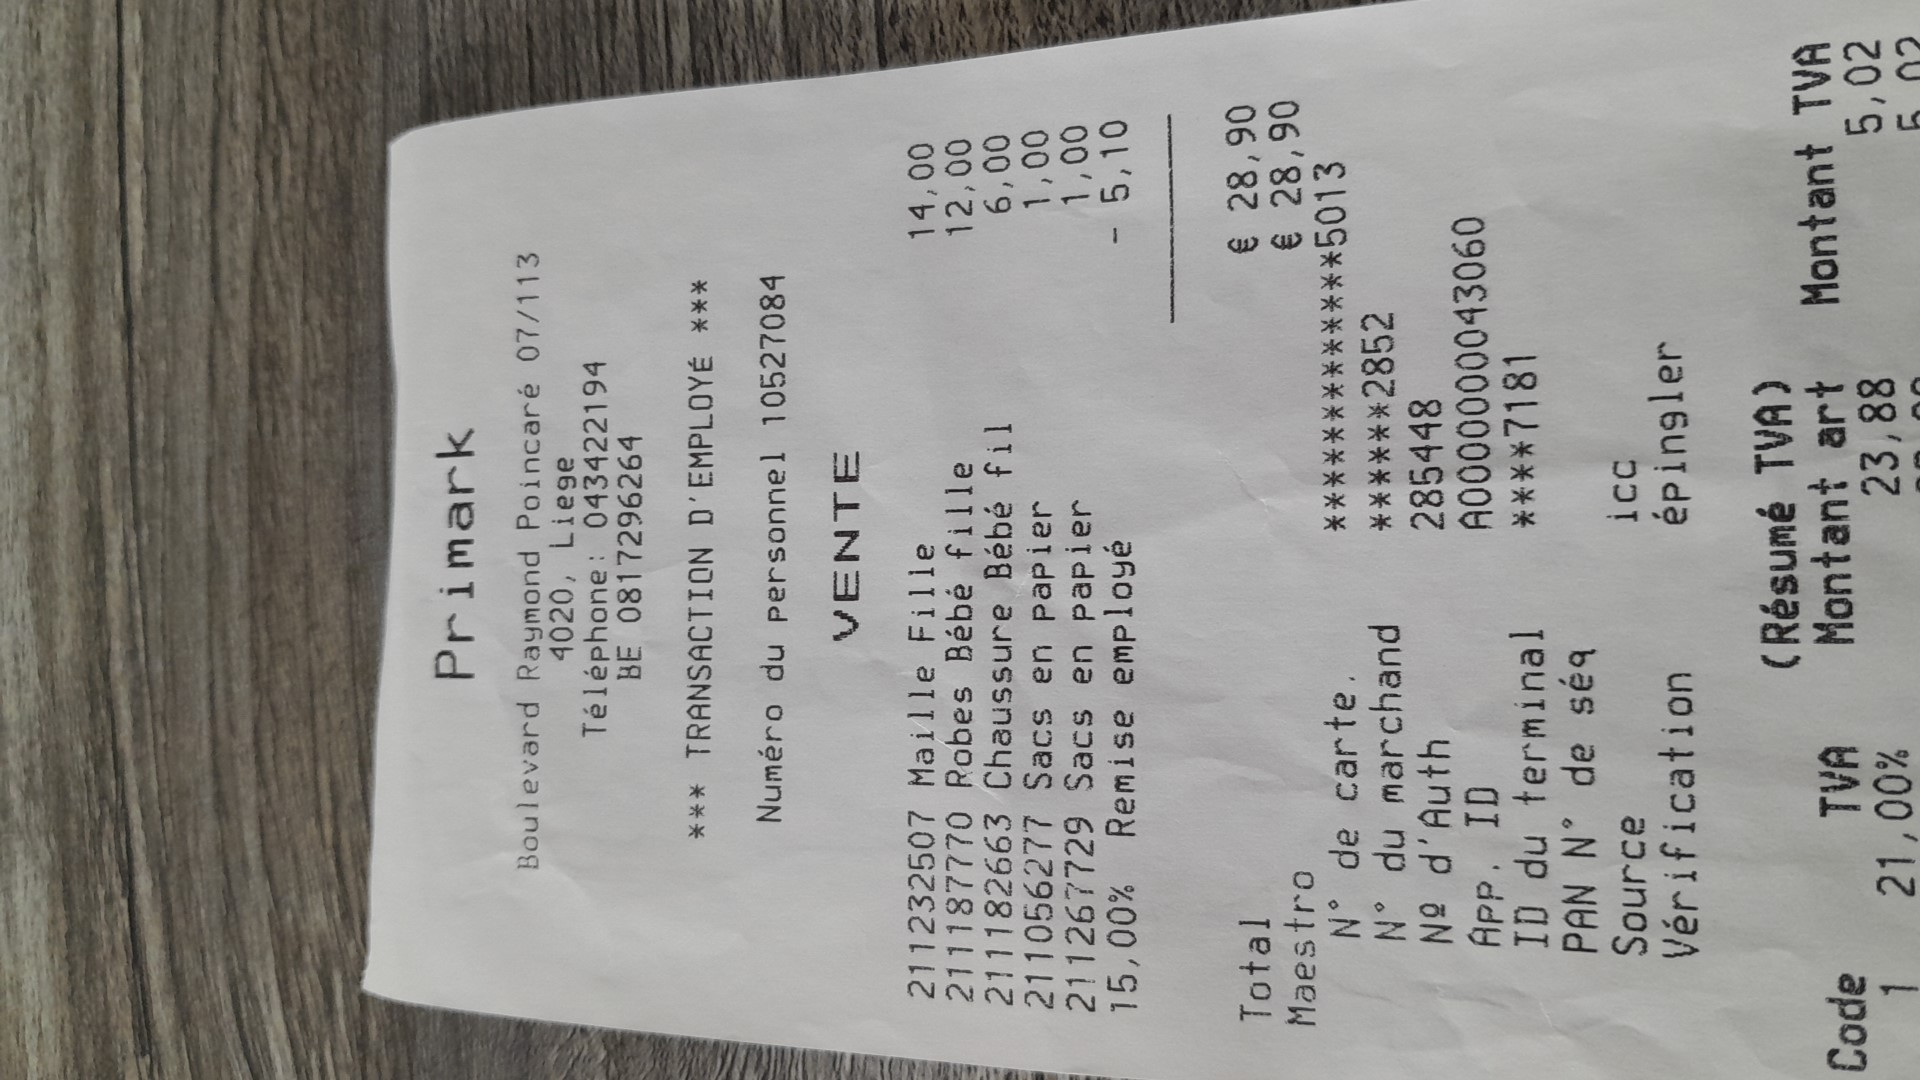 Primark
Boulevard Raymond Poincaré 07/113
4020, Liege
Téléphone: 043422194
BE 0817296264
*** TRANSACTION D'EMPLOYÉ ***
Numéro du personnel 10527084
VENTE
211232507 Maille Fille 14,00
211187770 Robes Bébé fille 12,00
211182663 Chaussure Bébé fil 6,00
211056277 Sacs en papier 1,00
211267729 Sacs en papier 1,00
15,00% Remise employé - 5,10
Total € 28,90
Maestro € 28,90
N° de carte. ***************5013
N° du marchand ******2852
Nº d'Auth 285448
App. ID A0000000043060
ID du terminal ****7181
PAN N° de séq
Source icc
Vérification épingler
(Résumé TVA)
Code TVA Montant art Montant TVA
1 21,00% 23,88 5,02
5,02